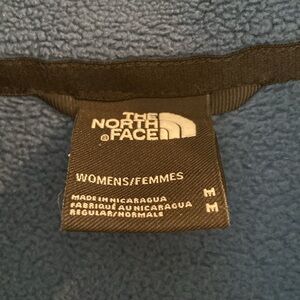 THE
NORTH
FACE
WOMENS/FEMMES
MADE IN NICARAGUA M
FABRIQUÉ AU NICARAGUA M
REGULAR/NORMALE